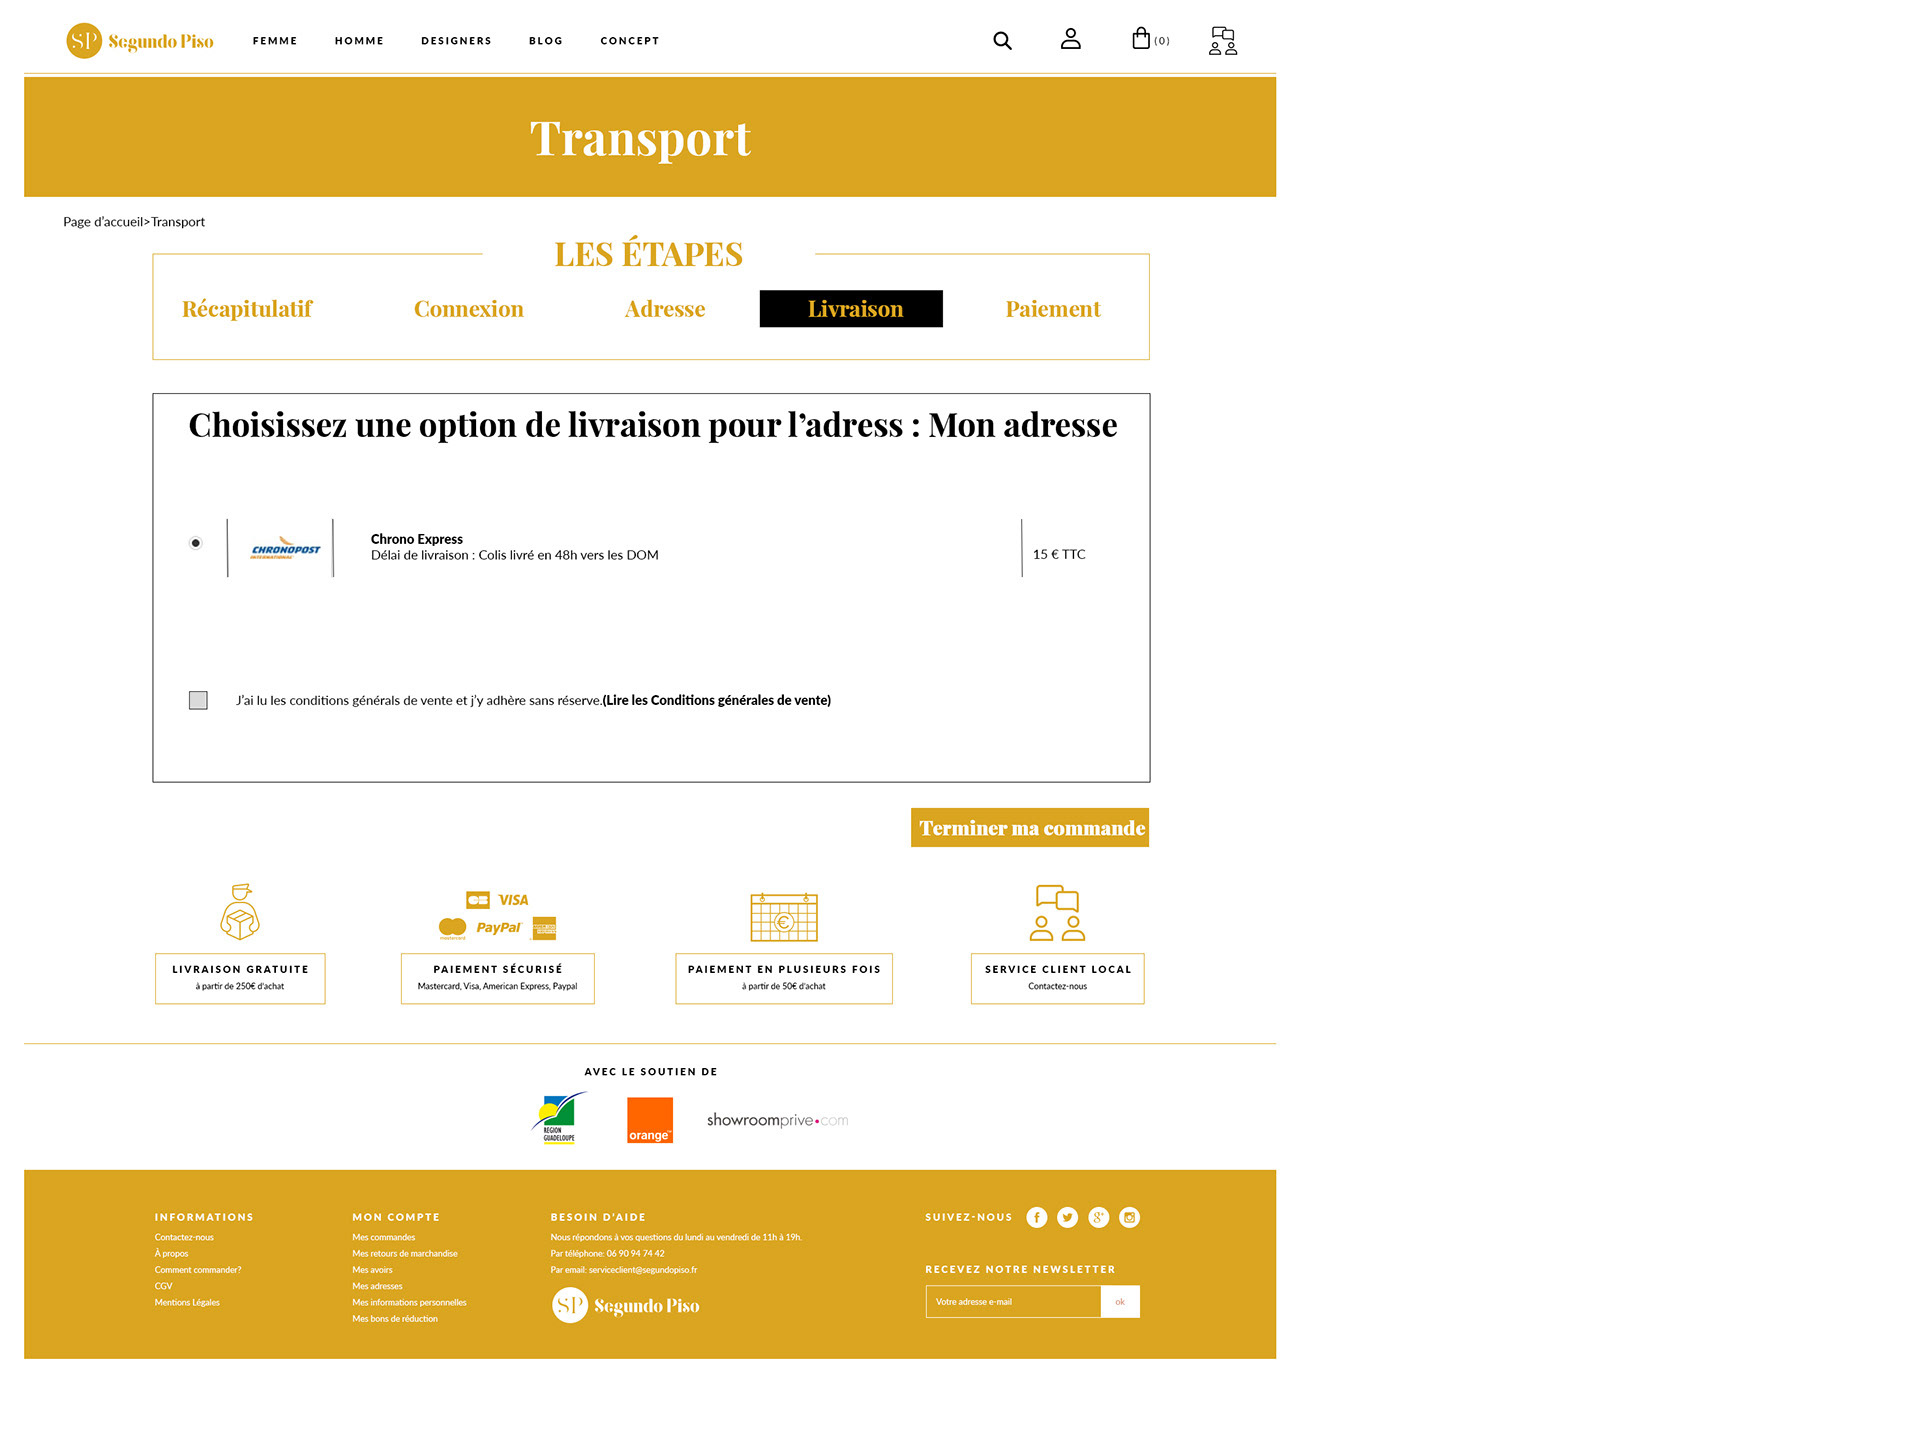 SP Segundo Piso FEMME HOMME DESIGNERS BLOG CONCEPT (0)
Transport
Page d'accueil>Transport
LES ÉTAPES
Récapitulatif Connexion Adresse Livraison Paiement
Choisissez une option de livraison pour l'adress : Mon adresse
CHRONOPOST
INTERNATIONAL
Chrono Express
Délai de livraison : Colis livré en 48h vers les DOM
15 € TTC
J'ai lu les conditions générals de vente et j'y adhère sans réserve.(Lire les Conditions générales de vente)
Terminer ma commande
CB VISA
mastercard PayPal
€
LIVRAISON GRATUITE
à partir de 250€ d'achat
PAIEMENT SÉCURISÉ
Mastercard, Visa, American Express, Paypal
PAIEMENT EN PLUSIEURS FOIS
à partir de 50€ d'achat
SERVICE CLIENT LOCAL
Contactez-nous
AVEC LE SOUTIEN DE
REGION
GUADELOUPE
orange™
showroomprive.com
INFORMATIONS
Contactez-nous
À propos
Comment commander?
CGV
Mentions Légales
MON COMPTE
Mes commandes
Mes retours de marchandise
Mes avoirs
Mes adresses
Mes informations personnelles
Mes bons de réduction
BESOIN D'AIDE
Nous répondons à vos questions du lundi au vendredi de 11h à 19h.
Par téléphone: 06 90 94 74 42
Par email: serviceclient@segundopiso.fr
SP Segundo Piso
SUIVEZ-NOUS
RECEVEZ NOTRE NEWSLETTER
Votre adresse e-mail ok